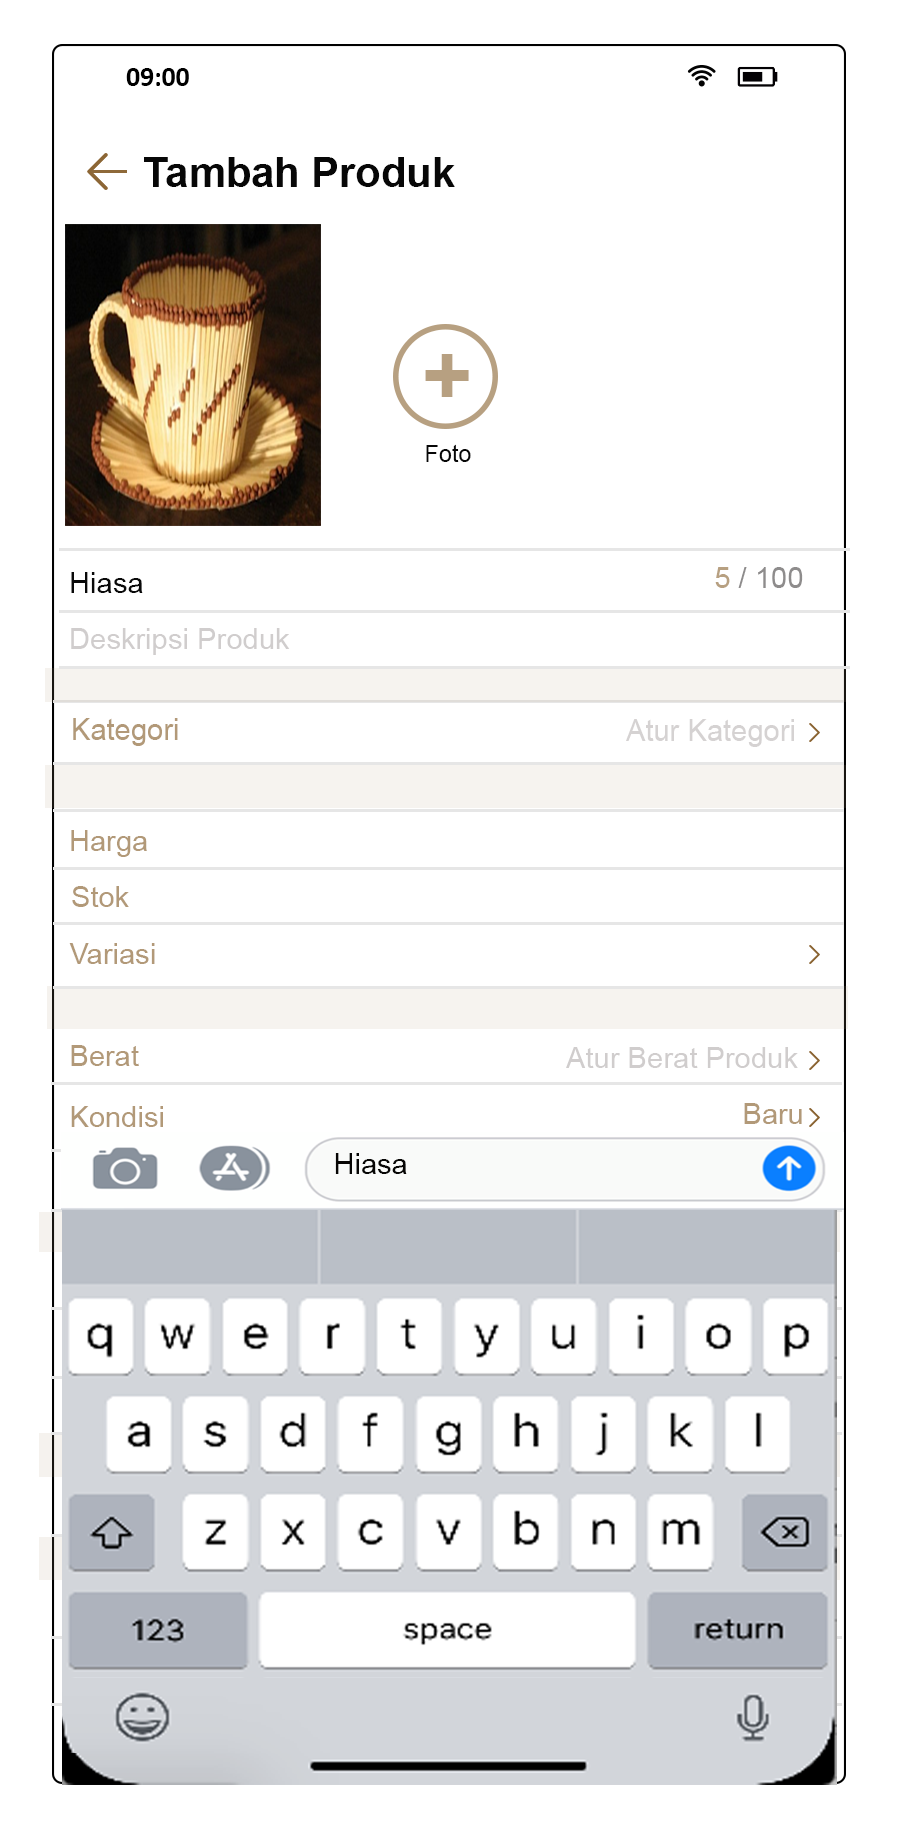 09:00
Tambah Produk
Foto
Hiasa 5 / 100
Deskripsi Produk
Kategori Atur Kategori
Harga
Stok
Variasi
Berat Atur Berat Produk
Kondisi Baru
Hiasa
q w e r t y u i o p
a s d f g h j k l
z x c v b n m
123 space return